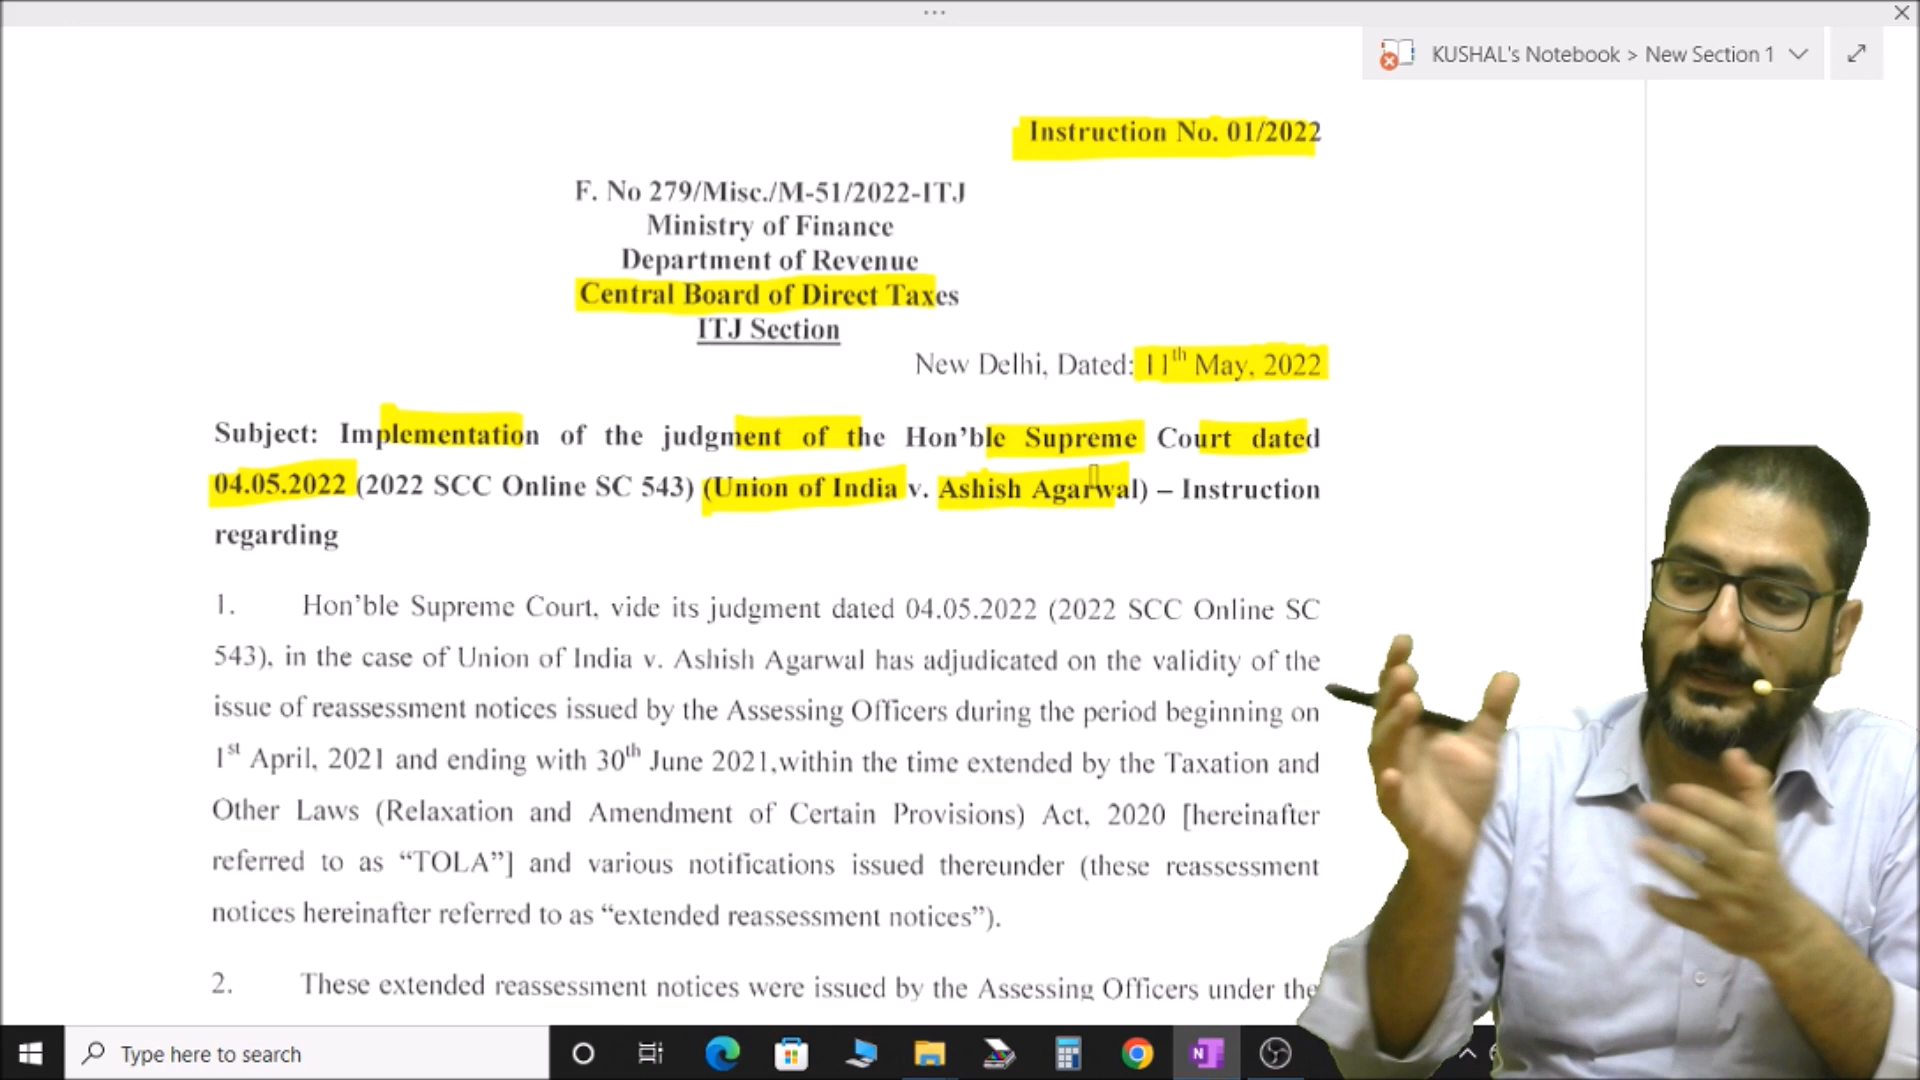 KUSHAL's Notebook > New Section 1
Instruction No. 01/2022
F. No 279/Misc./M-51/2022-ITJ
Ministry of Finance
Department of Revenue
Central Board of Direct Taxes
ITJ Section
New Delhi, Dated: 11th May, 2022
Subject: Implementation of the judgment of the Hon'ble Supreme Court dated
04.05.2022 (2022 SCC Online SC 543) (Union of India v. Ashish Agarwal) – Instruction
regarding
1. Hon'ble Supreme Court, vide its judgment dated 04.05.2022 (2022 SCC Online SC
543), in the case of Union of India v. Ashish Agarwal has adjudicated on the validity of the
issue of reassessment notices issued by the Assessing Officers during the period beginning on
1st April, 2021 and ending with 30th June 2021,within the time extended by the Taxation and
Other Laws (Relaxation and Amendment of Certain Provisions) Act, 2020 [hereinafter
referred to as “TOLA”] and various notifications issued thereunder (these reassessment
notices hereinafter referred to as “extended reassessment notices”).
2. These extended reassessment notices were issued by the Assessing Officers under the
Type here to search